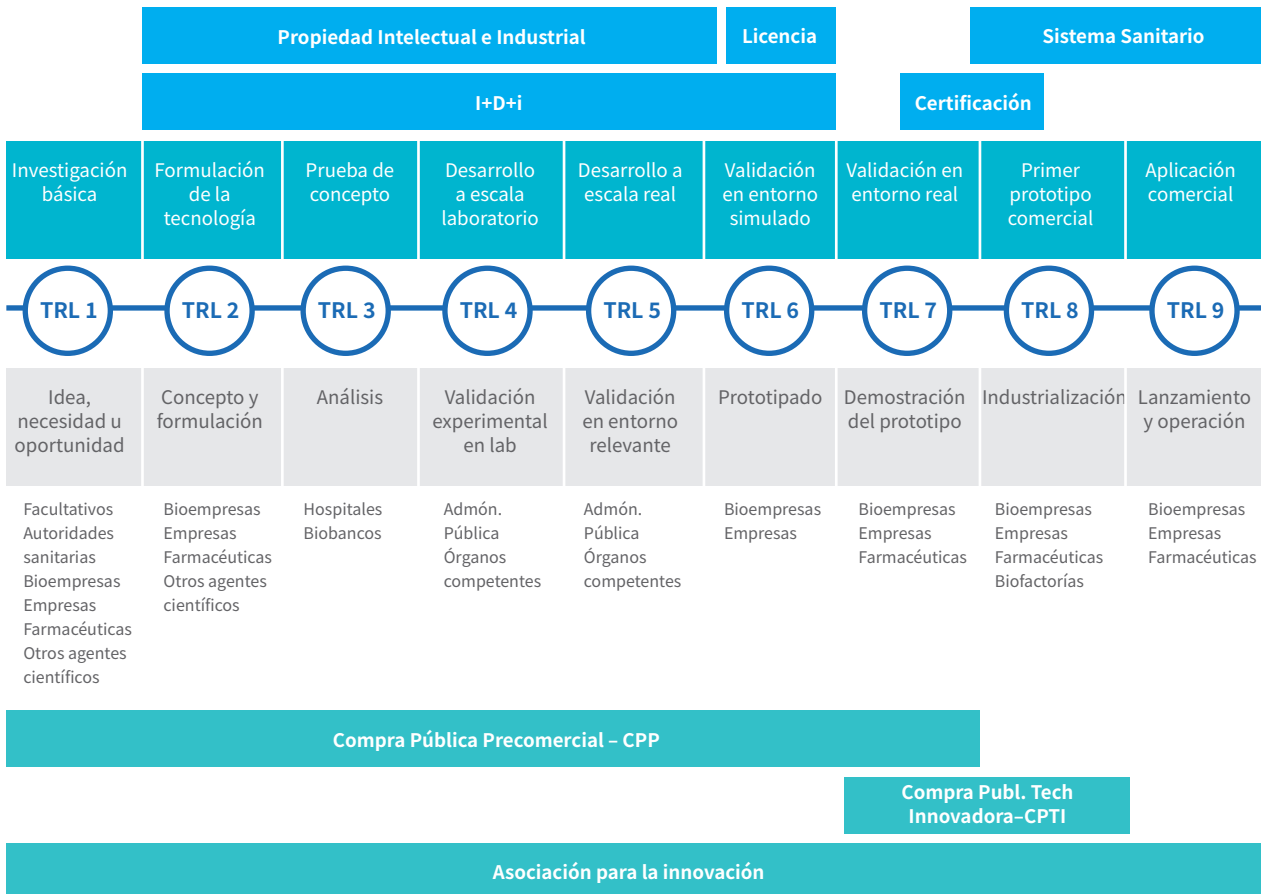 Propiedad Intelectual e Industrial
Licencia
Sistema Sanitario
I+D+i
Certificación
Investigación
básica
Formulación
de la
tecnología
Prueba de
concepto
Desarrollo
a escala
laboratorio
Desarrollo a
escala real
Validación
en entorno
simulado
Validación en
entorno real
Primer
prototipo
comercial
Aplicación
comercial
TRL 1
TRL 2
TRL 3
TRL 4
TRL 5
TRL 6
TRL 7
TRL 8
TRL 9
Idea,
necesidad u
oportunidad
Concepto y
formulación
Análisis
Validación
experimental
en lab
Validación
en entorno
relevante
Prototipado
Demostración
del prototipo
Industrialización
Lanzamiento
y operación
Facultativos
Autoridades
sanitarias
Bioempresas
Empresas
Farmacéuticas
Otros agentes
científicos
Bioempresas
Empresas
Farmacéuticas
Otros agentes
científicos
Hospitales
Biobancos
Admón.
Pública
Órganos
competentes
Admón.
Pública
Órganos
competentes
Bioempresas
Empresas
Bioempresas
Empresas
Farmacéuticas
Bioempresas
Empresas
Farmacéuticas
Biofactorías
Bioempresas
Empresas
Farmacéuticas
Compra Pública Precomercial – CPP
Compra Publ. Tech
Innovadora–CPTI
Asociación para la innovación